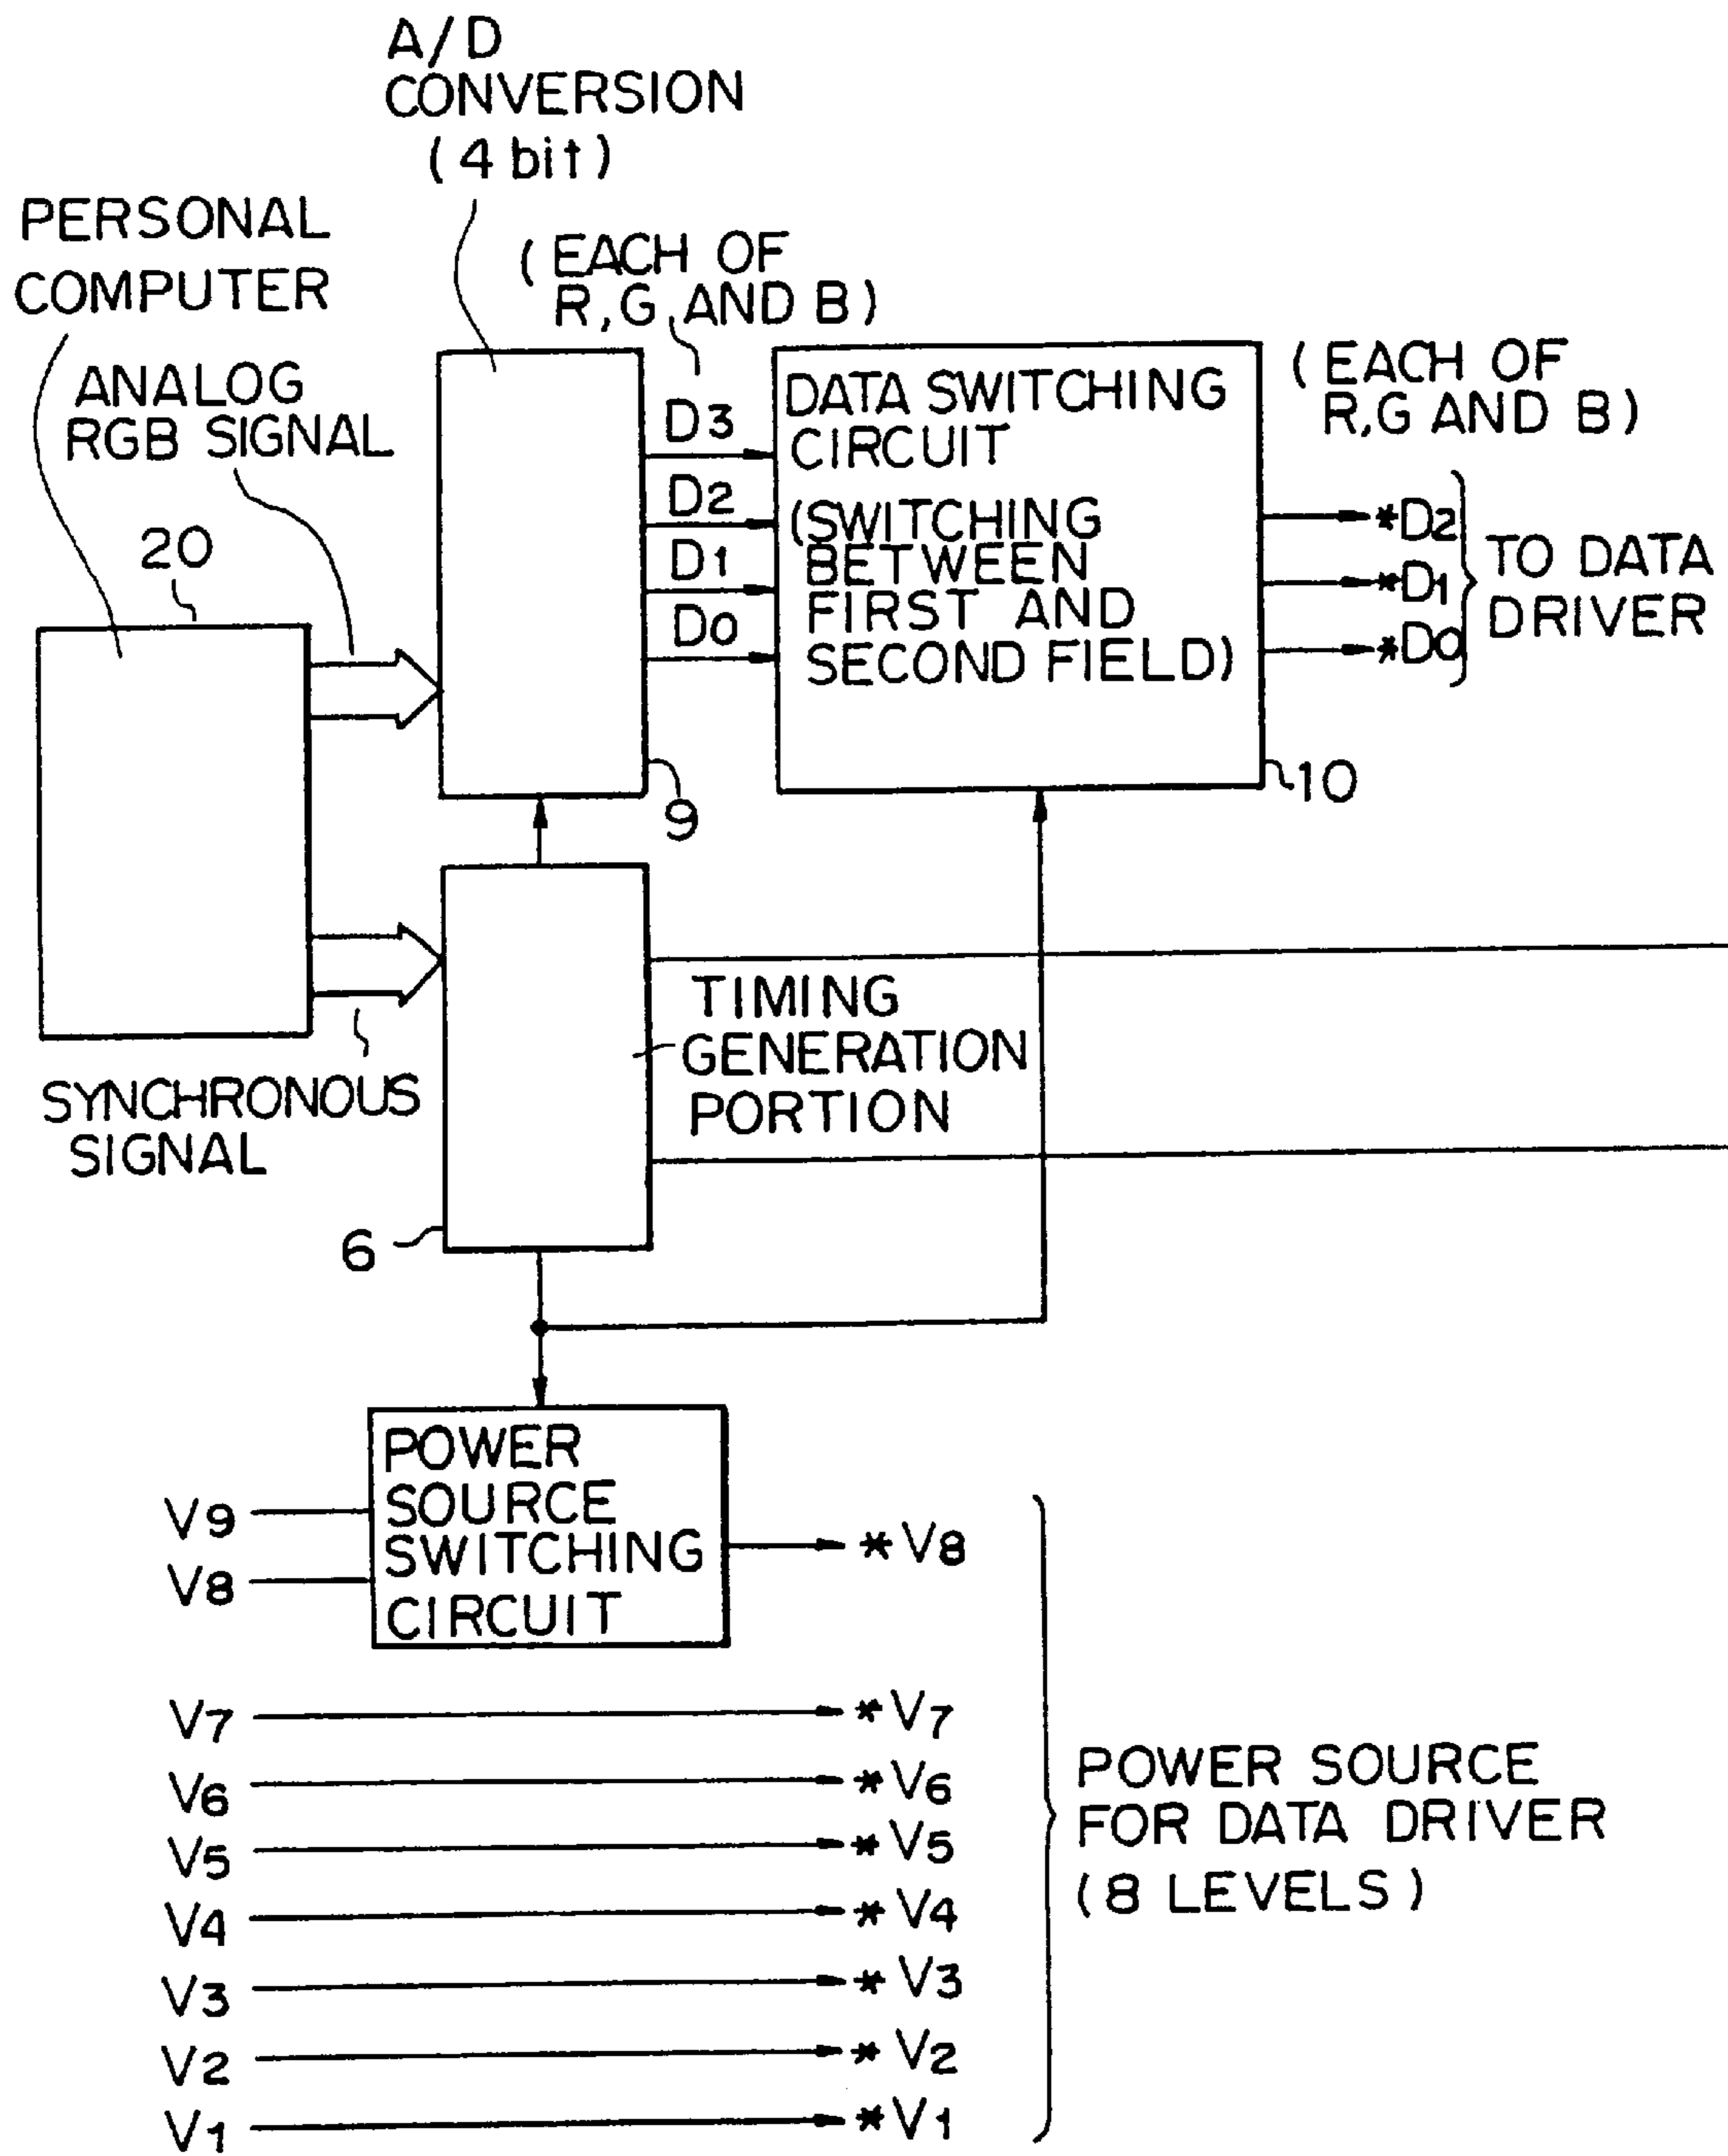 A/D
CONVERSION
(4 bit)
PERSONAL
COMPUTER
(EACH OF
R,G AND B)
ANALOG
RGB SIGNAL
20
D3
D2
D1
D0
DATA SWITCHING
CIRCUIT
(SWITCHING
BETWEEN
FIRST AND
SECOND FIELD)
(EACH OF
R,G AND B)
*D2
*D1
*D0
TO DATA
DRIVER
9
10
TIMING
GENERATION
PORTION
SYNCHRONOUS
SIGNAL
6
POWER
SOURCE
SWITCHING
CIRCUIT
V9
V8
*V8
V7 *V7
V6 *V6
V5 *V5
V4 *V4
V3 *V3
V2 *V2
V1 *V1
POWER SOURCE
FOR DATA DRIVER
(8 LEVELS)